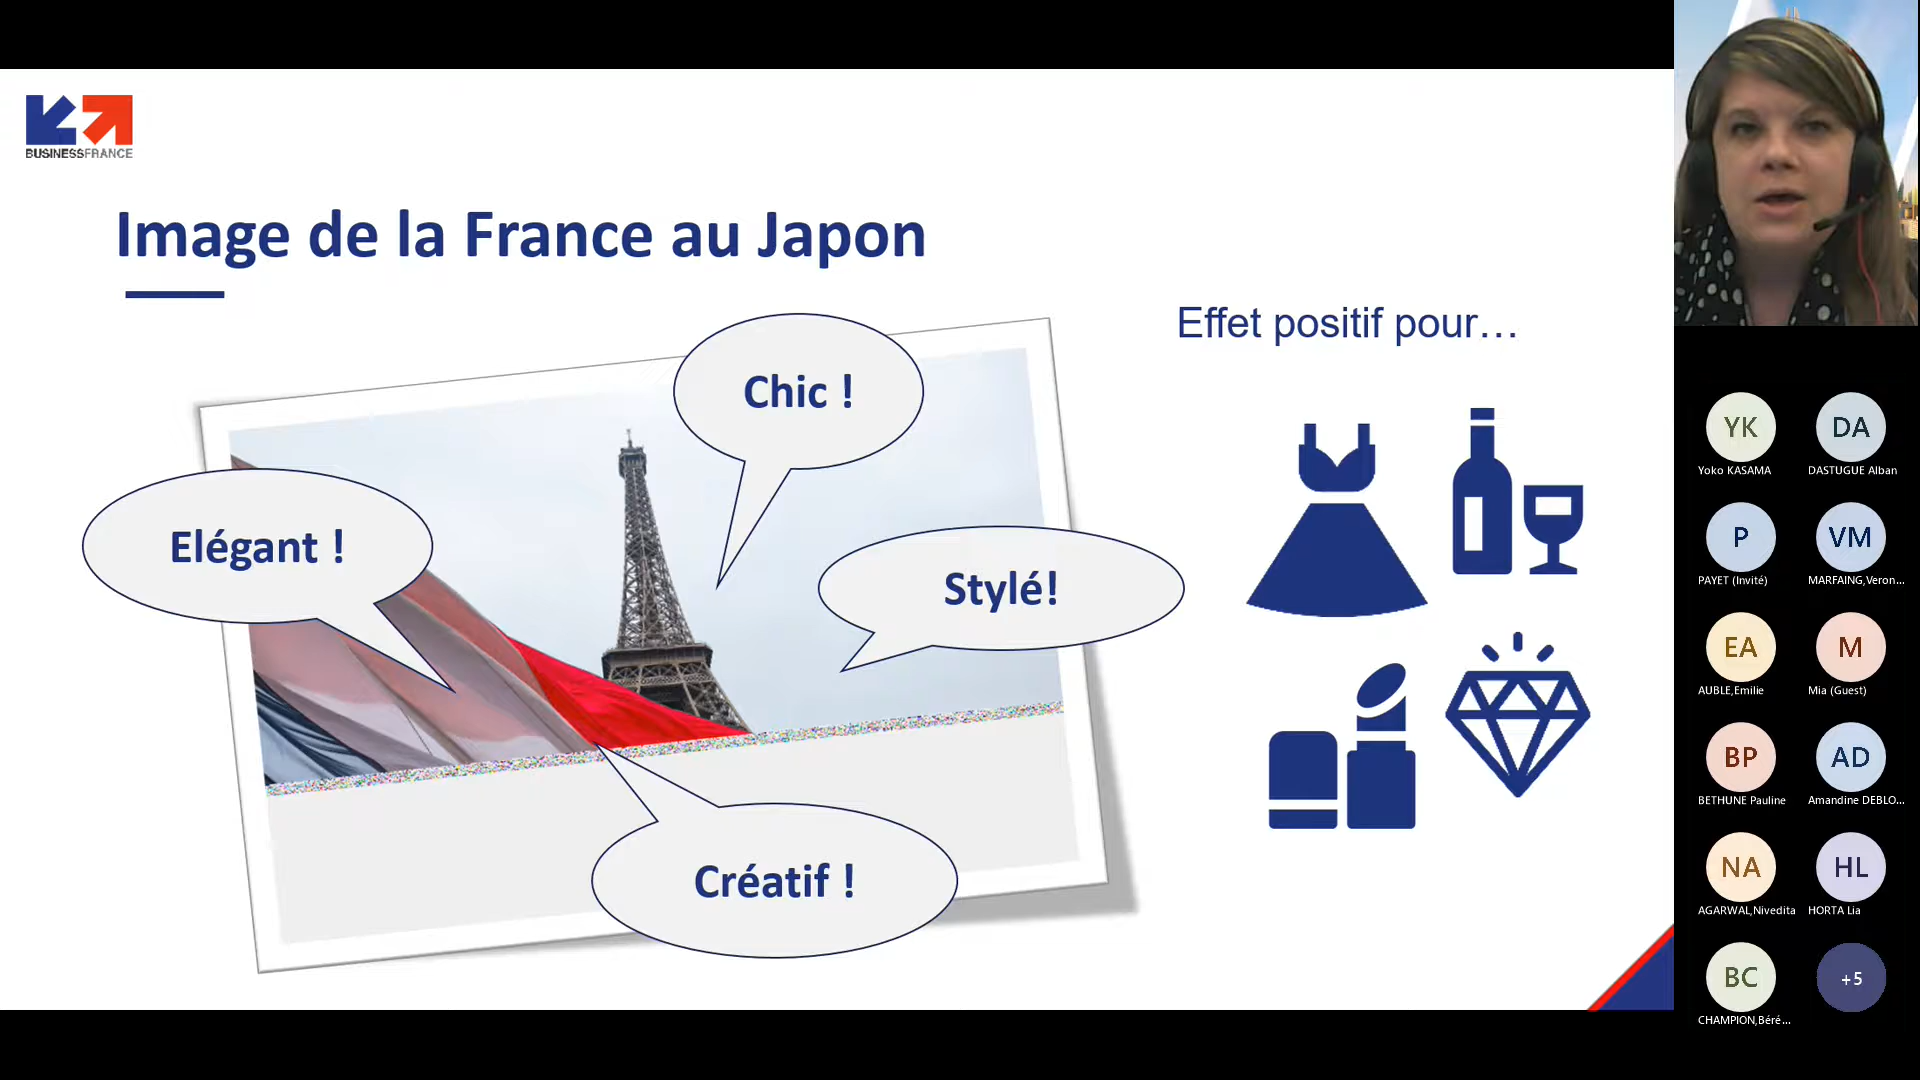 BUSINESSFRANCE
Image de la France au Japon
Effet positif pour…
Chic !
Elégant !
Stylé!
Créatif !
YK
DA
Yoko KASAMA
DASTUGUE Alban
P
VM
PAYET (Invité)
MARFAING,Veron...
EA
M
AUBLE,Emilie
Mia (Guest)
BP
AD
BETHUNE Pauline
Amandine DEBLO...
NA
HL
AGARWAL,Nivedita
HORTA Lia
BC
+5
CHAMPION,Béré...